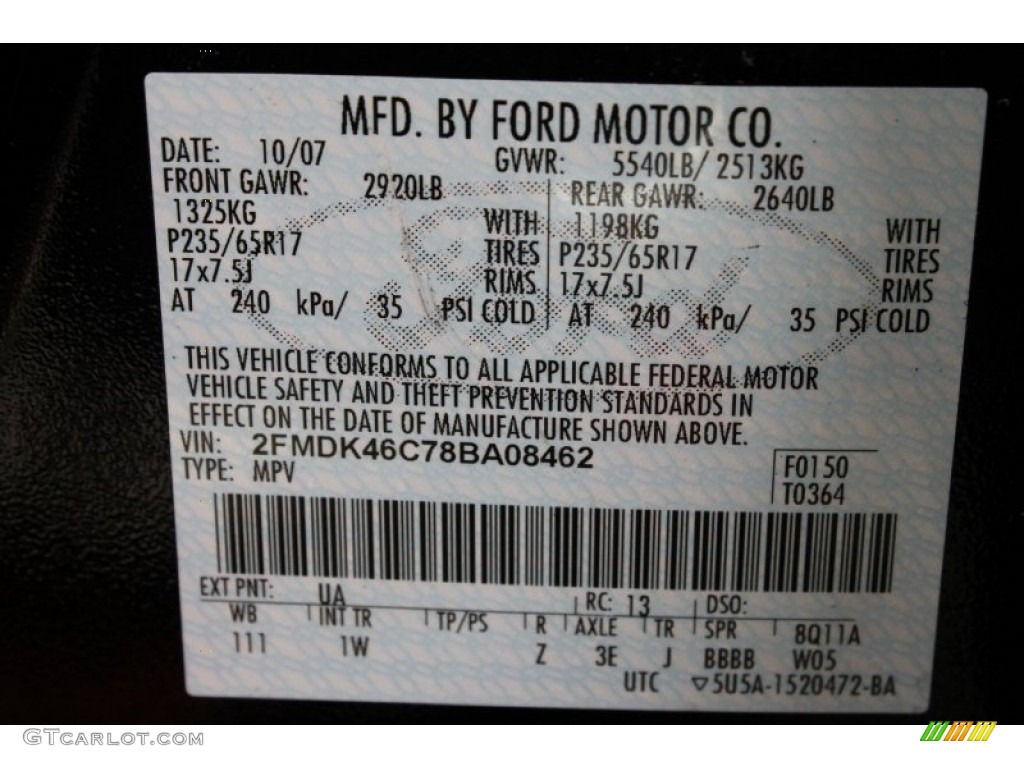 MFD. BY FORD MOTOR CO.
DATE: 10/07 GVWR: 5540LB/ 2513KG
FRONT GAWR: 2920LB REAR GAWR: 2640LB
1325KG WITH 1198KG WITH
P235/65R17 TIRES P235/65R17 TIRES
17x7.5J RIMS 17x7.5J RIMS
AT 240 kPa/ 35 PSI COLD AT 240 kPa/ 35 PSI COLD
THIS VEHICLE CONFORMS TO ALL APPLICABLE FEDERAL MOTOR
VEHICLE SAFETY AND THEFT PREVENTION STANDARDS IN
EFFECT ON THE DATE OF MANUFACTURE SHOWN ABOVE.
VIN: 2FMDK46C78BA08462
TYPE: MPV
F0150
T0364
EXT PNT: UA RC: 13 DSO:
WB INT TR TP/PS R AXLE TR SPR 8Q11A
111 1W Z 3E J BBBB W05
UTC ▽5U5A-1520472-BA
GTCARLOT.COM